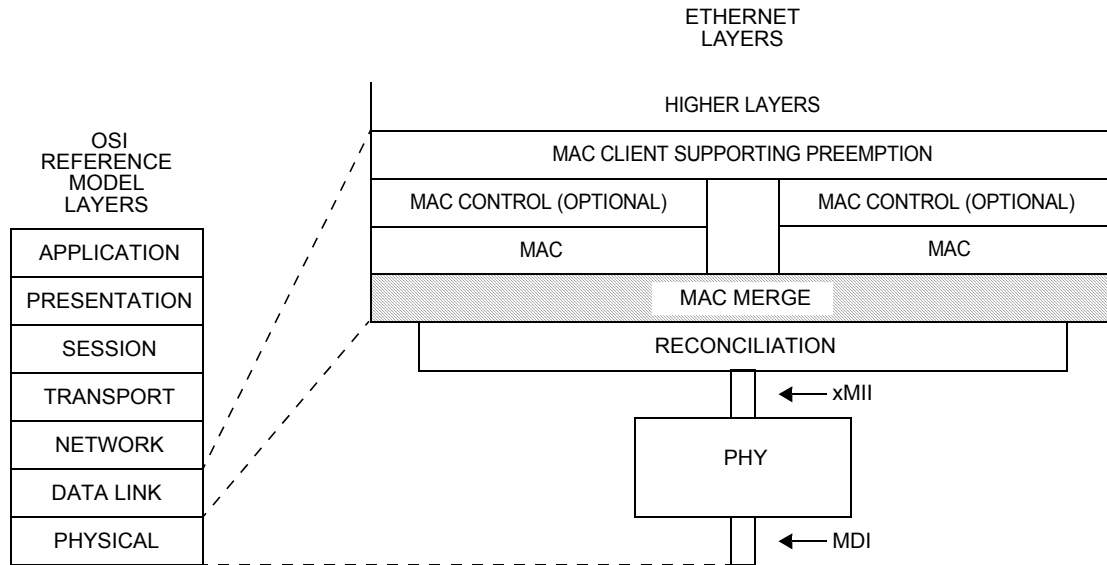 ETHERNET
LAYERS
HIGHER LAYERS
OSI
REFERENCE
MODEL
LAYERS
MAC CLIENT SUPPORTING PREEMPTION
MAC CONTROL (OPTIONAL)
MAC CONTROL (OPTIONAL)
APPLICATION
MAC
MAC
PRESENTATION
MAC MERGE
SESSION
RECONCILIATION
TRANSPORT
xMII
NETWORK
PHY
DATA LINK
PHYSICAL
MDI